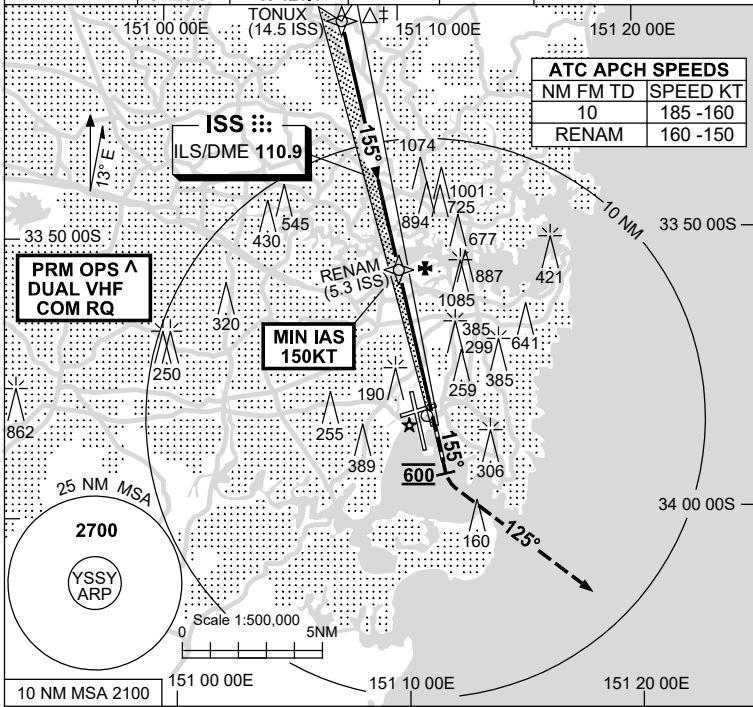 TONUX
(14.5 ISS)
151 00 00E
151 10 00E
151 20 00E
ATC APCH SPEEDS
NM FM TD SPEED KT
10 185 -160
RENAM 160 -150
ISS
ILS/DME 110.9
155°
1074
13° E
1001
725
894
545
430
677
10 NM
33 50 00S
33 50 00S
PRM OPS ^
DUAL VHF
COM RQ
RENAM
(5.3 ISS)
887
1085
421
320
MIN IAS
150KT
385
299
641
250
259
385
190
862
255
389
155°
306
600
25 NM MSA
2700
YSSY
ARP
34 00 00S
160
125°
Scale 1:500,000
0 5NM
10 NM MSA 2100
151 00 00E
151 10 00E
151 20 00E